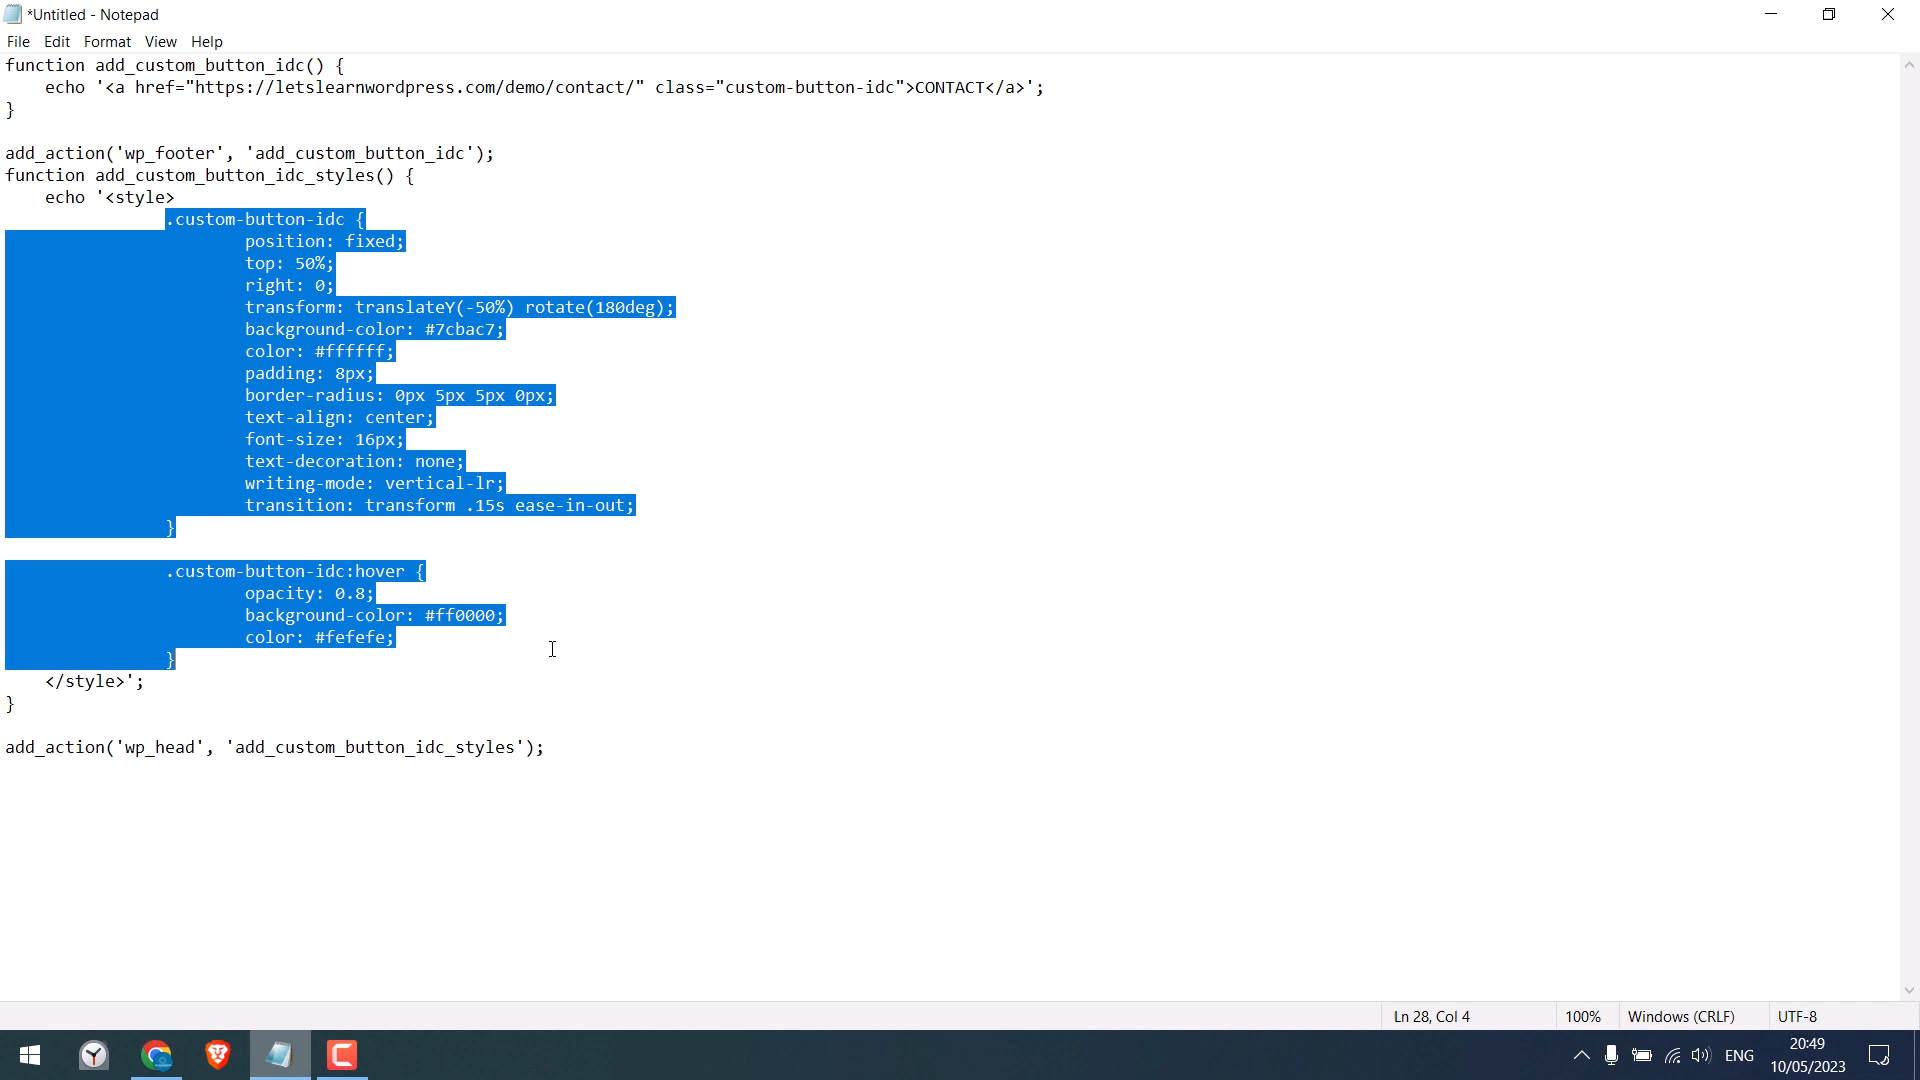 *Untitled - Notepad
File Edit Format View Help
function add_custom_button_idc() {
    echo '<a href="https://letslearnwordpress.com/demo/contact/" class="custom-button-idc">CONTACT</a>';
}
add_action('wp_footer', 'add_custom_button_idc');
function add_custom_button_idc_styles() {
    echo '<style>
		.custom-button-idc {
			position: fixed;
			top: 50%;
			right: 0;
			transform: translateY(-50%) rotate(180deg);
			background-color: #7cbac7;
			color: #ffffff;
			padding: 8px;
			border-radius: 0px 5px 5px 0px;
			text-align: center;
			font-size: 16px;
			text-decoration: none;
			writing-mode: vertical-lr;
			transition: transform .15s ease-in-out;
		}
		.custom-button-idc:hover {
			opacity: 0.8;
			background-color: #ff0000;
			color: #fefefe;
		}
    </style>';
}
add_action('wp_head', 'add_custom_button_idc_styles');
Ln 28, Col 4 100% Windows (CRLF) UTF-8
ENG
20:49
10/05/2023